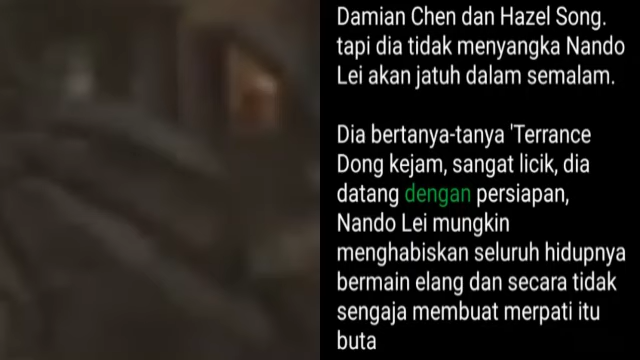 Damian Chen dan Hazel Song.
tapi dia tidak menyangka Nando
Lei akan jatuh dalam semalam.
Dia bertanya-tanya 'Terrance
Dong kejam, sangat licik, dia
datang dengan persiapan,
Nando Lei mungkin
menghabiskan seluruh hidupnya
bermain elang dan secara tidak
sengaja membuat merpati itu
buta